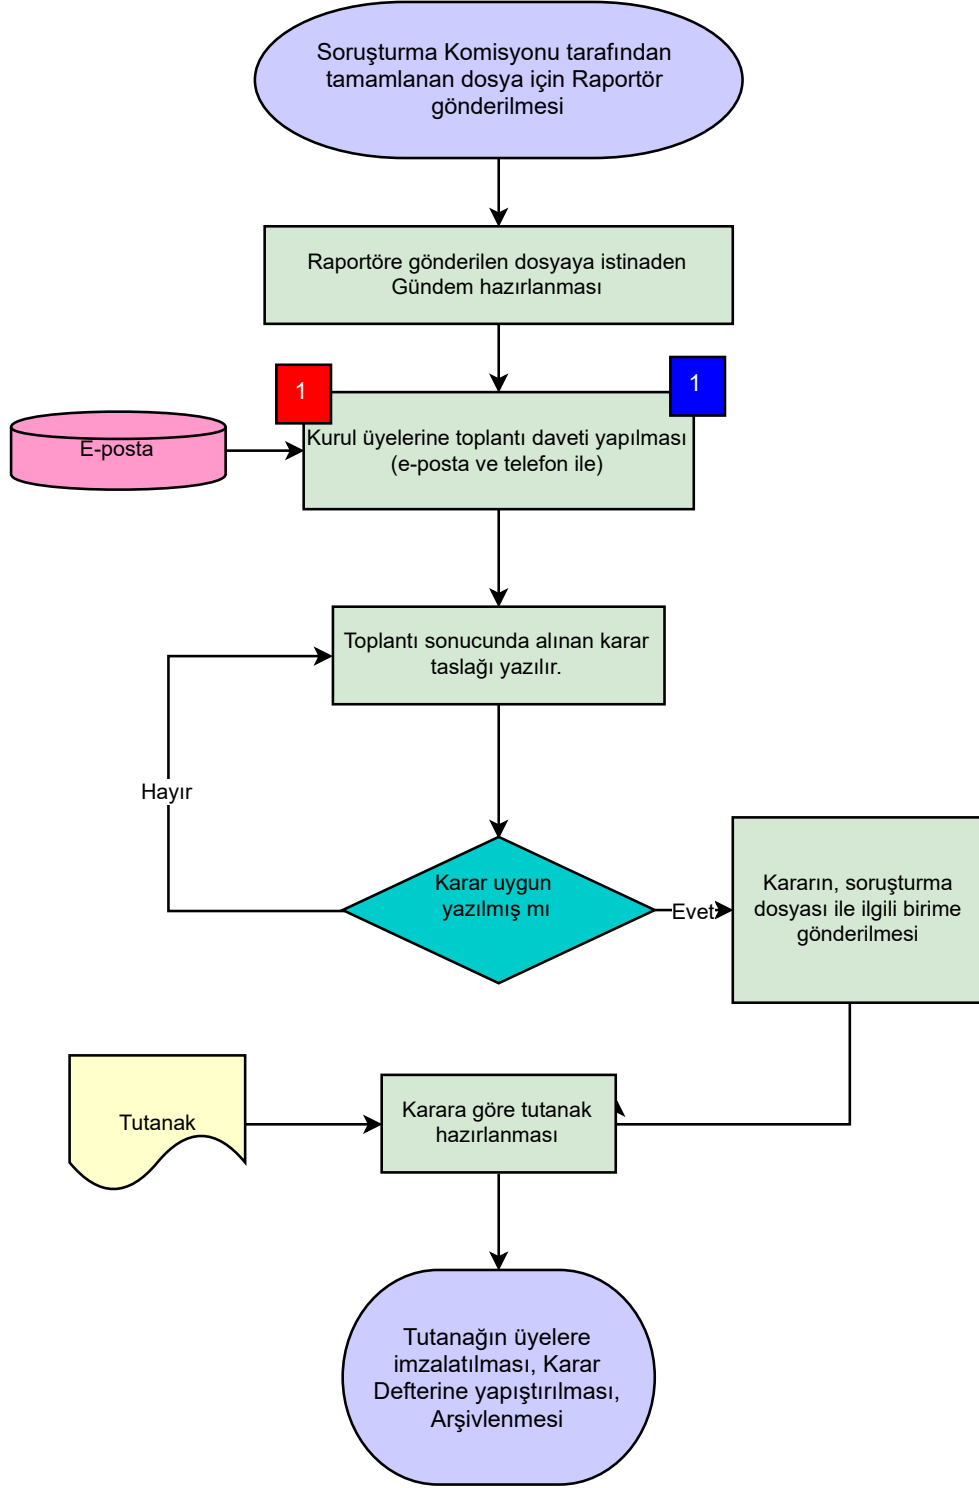 Soruşturma Komisyonu tarafından
tamamlanan dosya için Raportör
gönderilmesi
Raportöre gönderilen dosyaya istinaden
Gündem hazırlanması
1
1
E-posta
Kurul üyelerine toplantı daveti yapılması
(e-posta ve telefon ile)
Toplantı sonucunda alınan karar
taslağı yazılır.
Hayır
Karar uygun
yazılmış mı
Evet
Kararın, soruşturma
dosyası ile ilgili birime
gönderilmesi
Tutanak
Karara göre tutanak
hazırlanması
Tutanağın üyelere
imzalatılması, Karar
Defterine yapıştırılması,
Arşivlenmesi